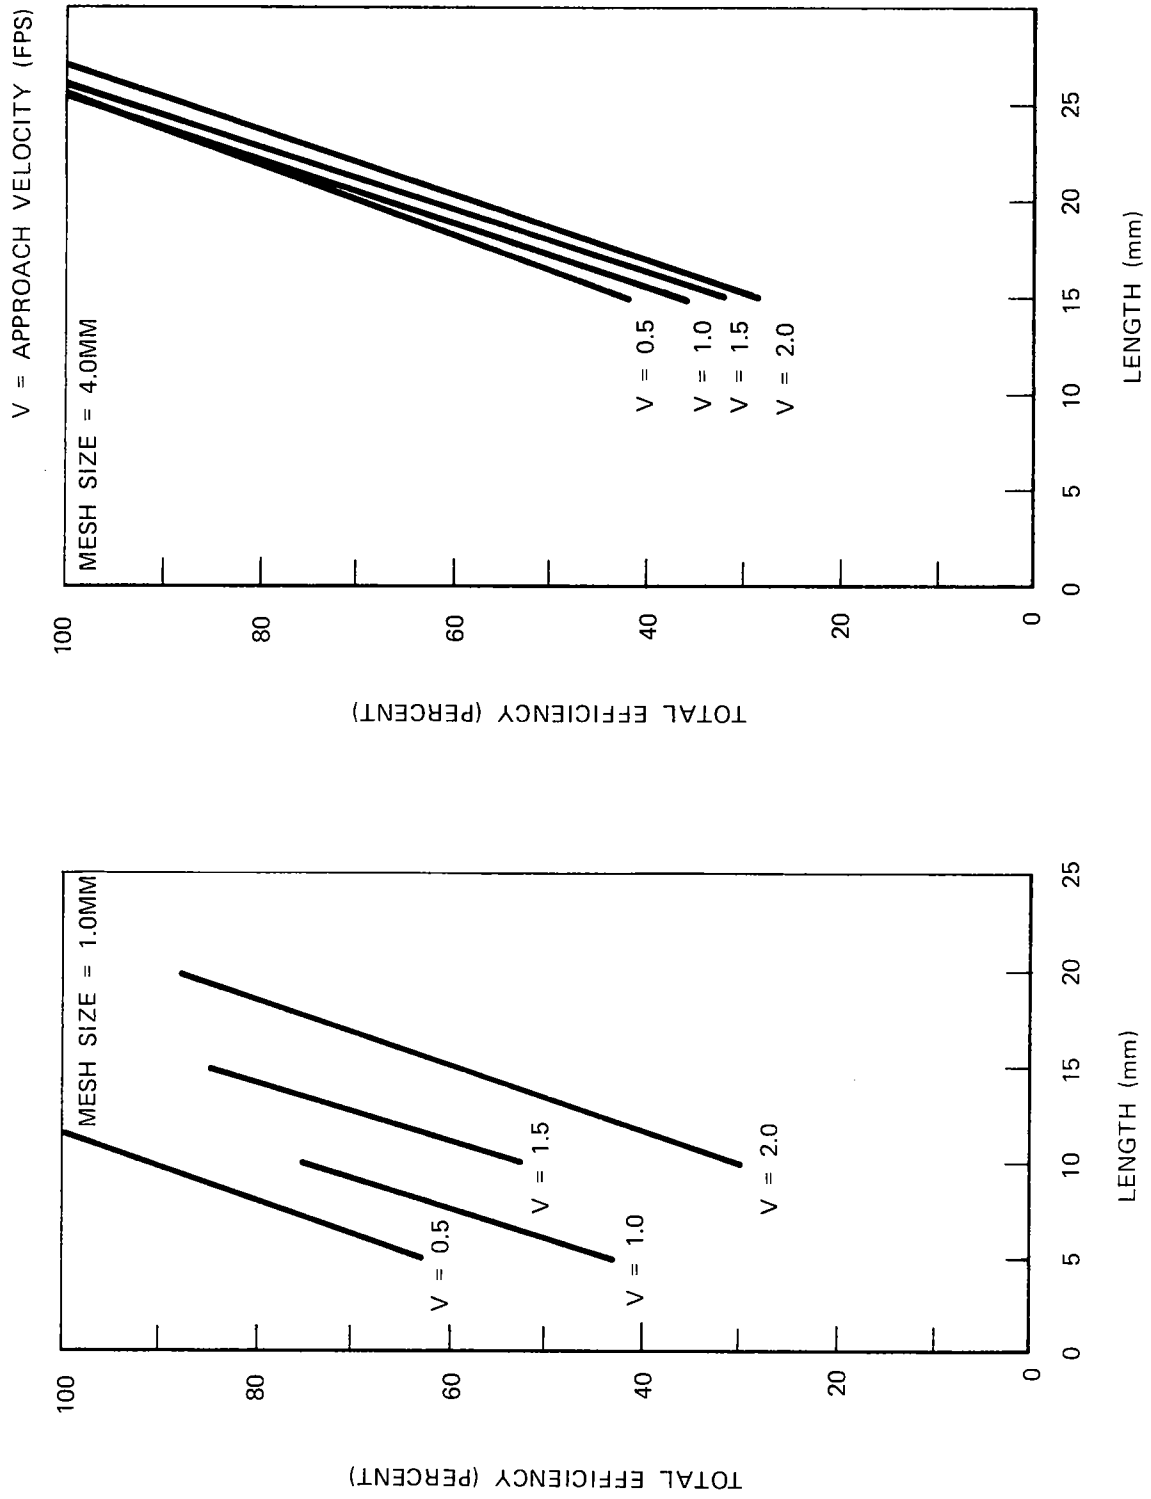 V = APPROACH VELOCITY (FPS)
MESH SIZE = 1.0MM
TOTAL EFFICIENCY (PERCENT)
100
80
60
40
20
0
V = 0.5
V = 1.5
V = 1.0
V = 2.0
0
5
10
15
20
25
LENGTH (mm)
MESH SIZE = 4.0MM
TOTAL EFFICIENCY (PERCENT)
100
80
60
40
20
0
V = 0.5
V = 1.0
V = 1.5
V = 2.0
0
5
10
15
20
25
LENGTH (mm)